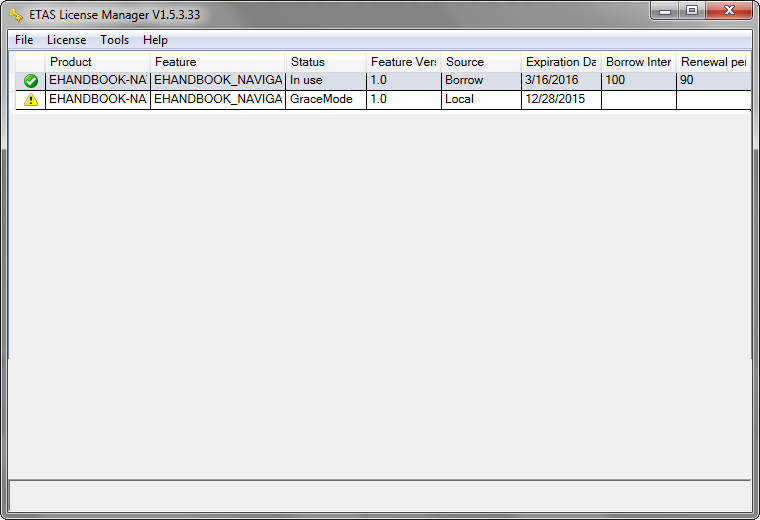 ETAS License Manager V1.5.3.33
File License Tools Help
Product Feature Status Feature Vers Source Expiration Da Borrow Inter Renewal per
EHANDBOOK-NA EHANDBOOK_NAVIGA In use 1.0 Borrow 3/16/2016 100 90
EHANDBOOK-NA EHANDBOOK_NAVIGA GraceMode 1.0 Local 12/28/2015